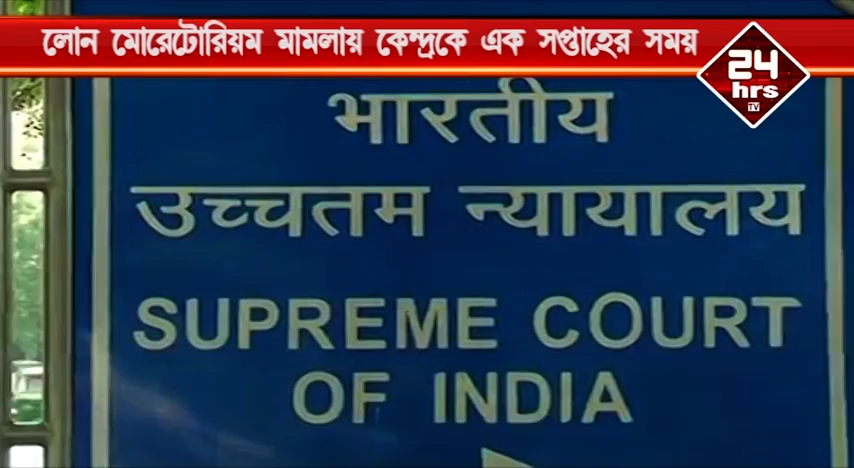 লোন মোরেটোরিয়ম মামলায় কেন্দ্রকে এক সপ্তাহের সময়
24
hrs
TV
भारतीय
उच्चतम न्यायालय
SUPREME COURT
OF INDIA